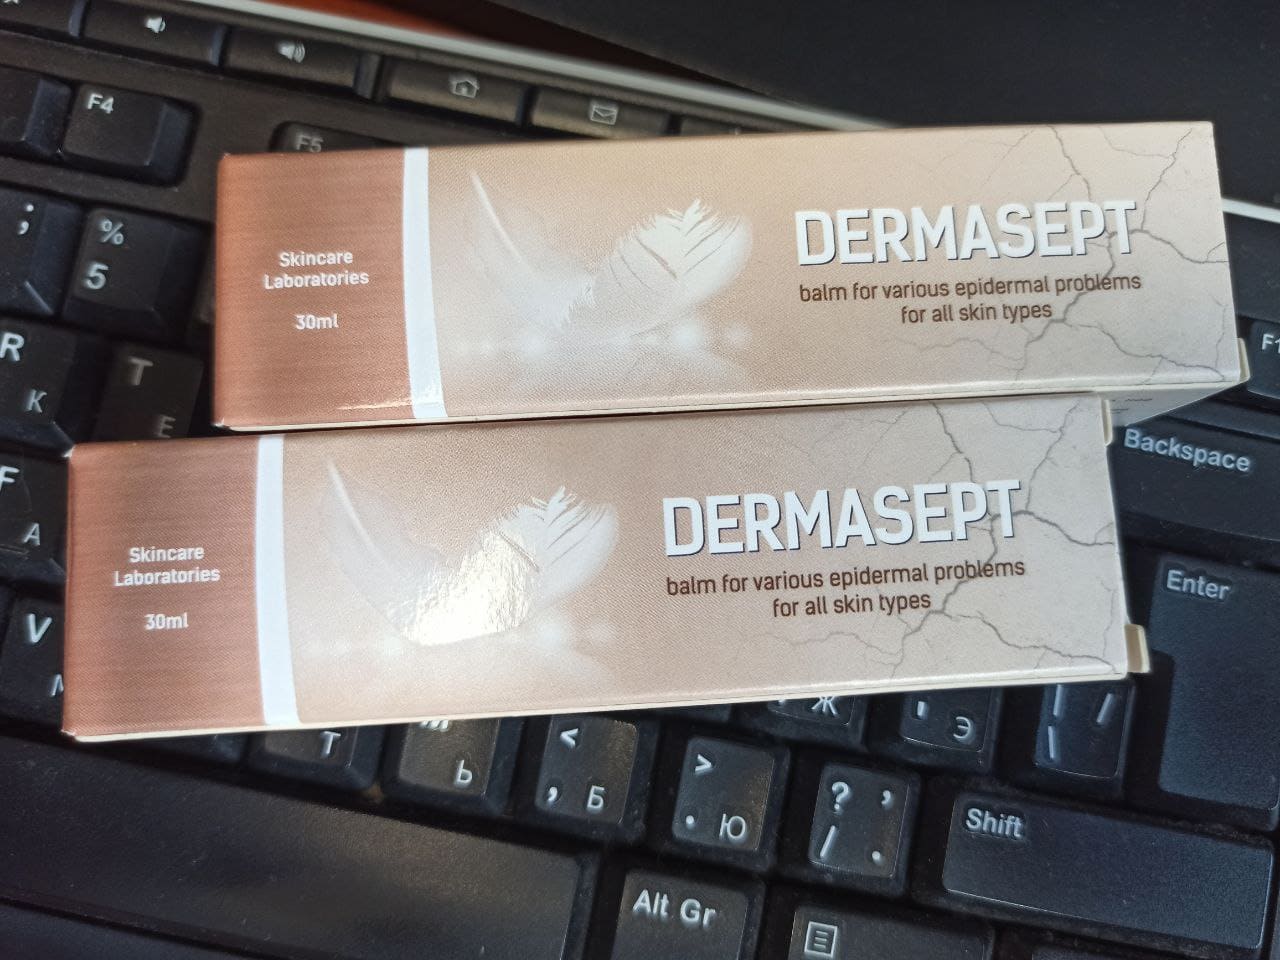 F4
F5
%
5
;
R
K
T
E
F
A
V
Skincare
Laboratories
30ml
DERMASEPT
balm for various epidermal problems
for all skin types
Skincare
Laboratories
30ml
DERMASEPT
balm for various epidermal problems
for all skin types
Backspace
Enter
Ж
Э
\ /
Т
Ь
<
, Б
>
. Ю
? ,
/ .
Shift
Alt Gr